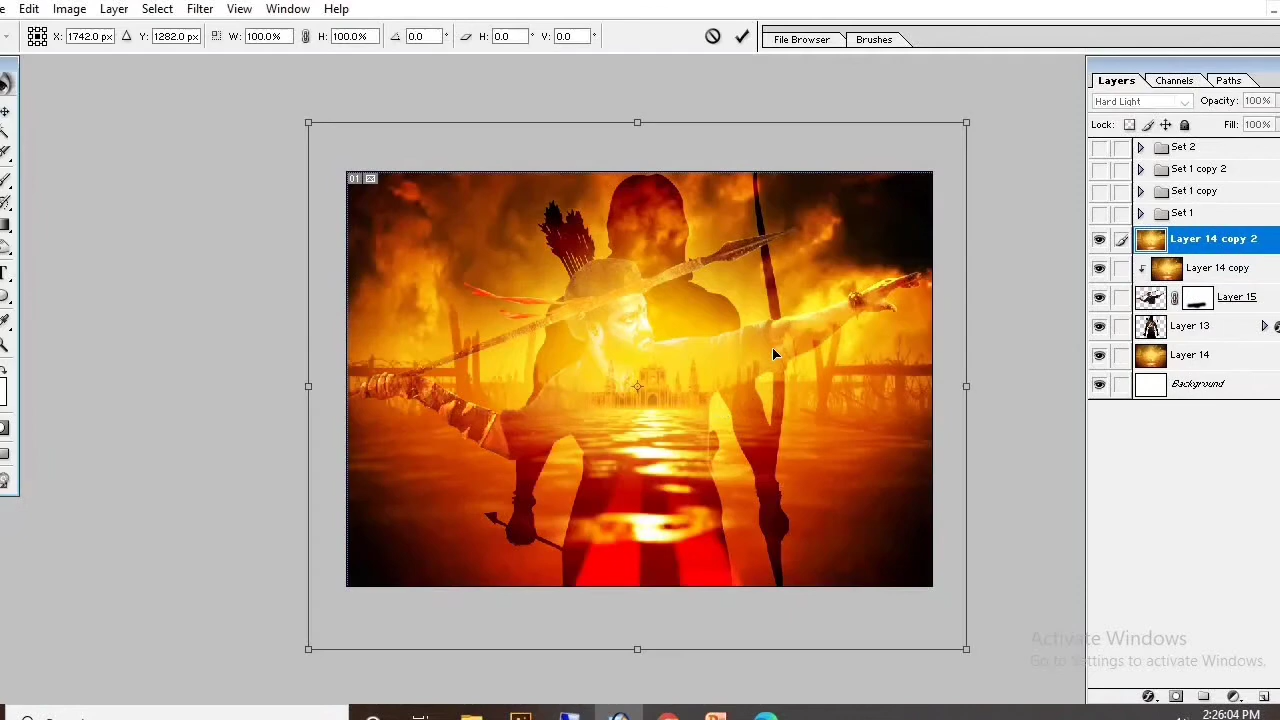 Edit Image Layer Select Filter View Window Help
X: 1742.0 px Y: 1282.0 px W: 100.0% H: 100.0% 0.0 ° H: 0.0 ° V: 0.0 °
File Browser Brushes
Layers Channels Paths
Hard Light Opacity: 100%
Lock: Fill: 100%
Set 2
Set 1 copy 2
Set 1 copy
Set 1
Layer 14 copy 2
Layer 14 copy
Layer 15
Layer 13
Layer 14
Background
01
Activate Windows
Go to Settings to activate Windows.
2:26:04 PM